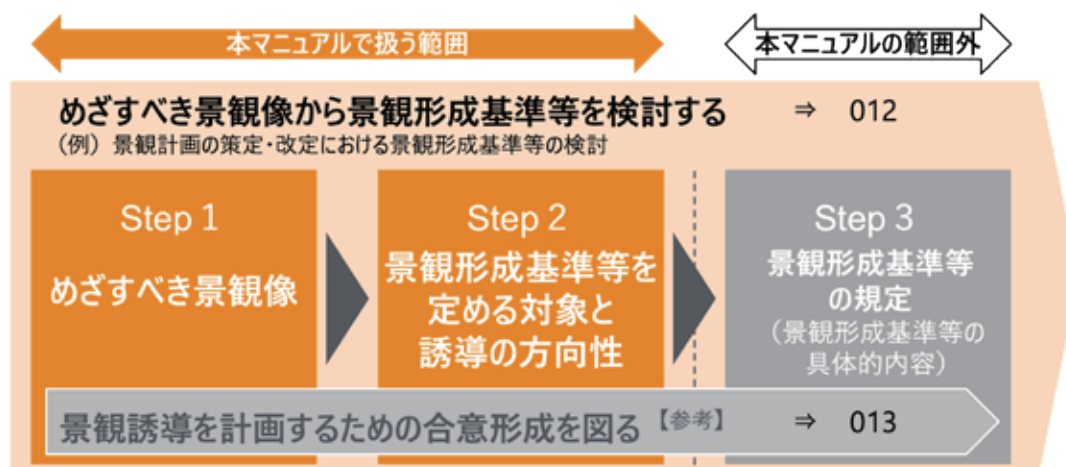 本マニュアルで扱う範囲
本マニュアルの範囲外
めざすべき景観像から景観形成基準等を検討する ⇒ 012
（例）景観計画の策定・改定における景観形成基準等の検討
Step 1
めざすべき景観像
Step 2
景観形成基準等を
定める対象と
誘導の方向性
Step 3
景観形成基準等
の規定
（景観形成基準等の
具体的内容）
景観誘導を計画するための合意形成を図る【参考】 ⇒ 013